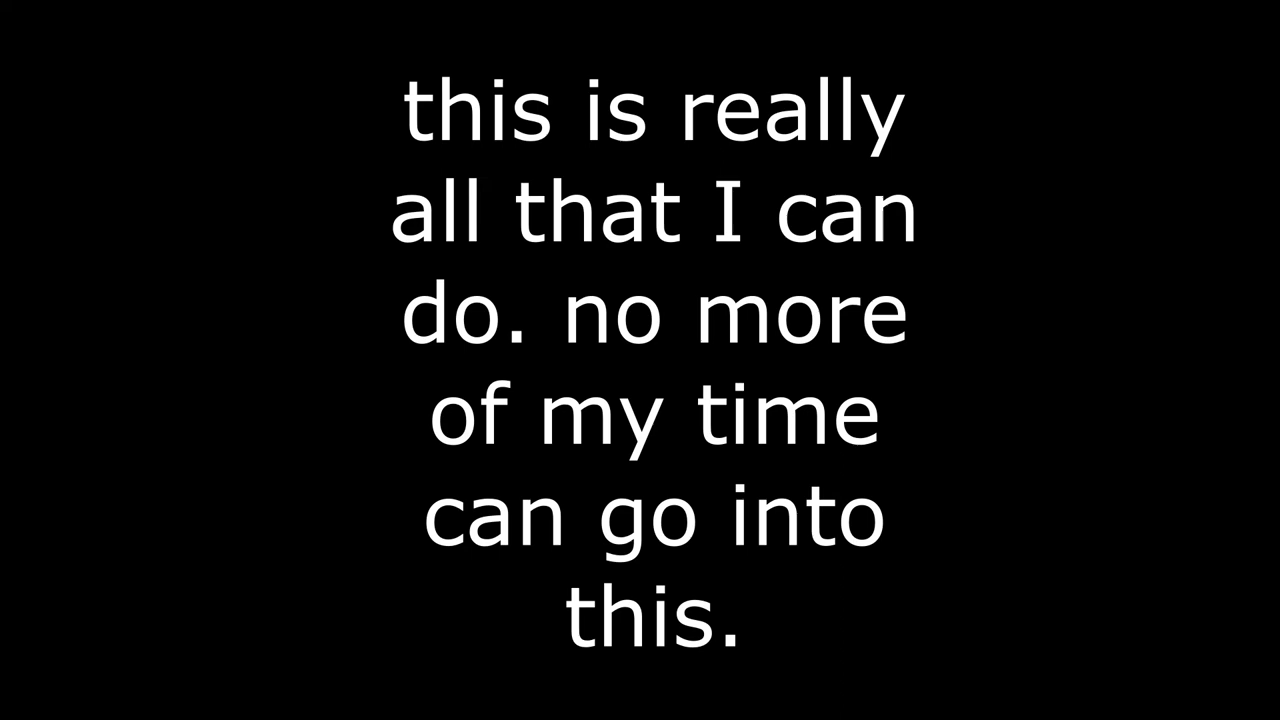 this is really
all that I can
do. no more
of my time
can go into
this.